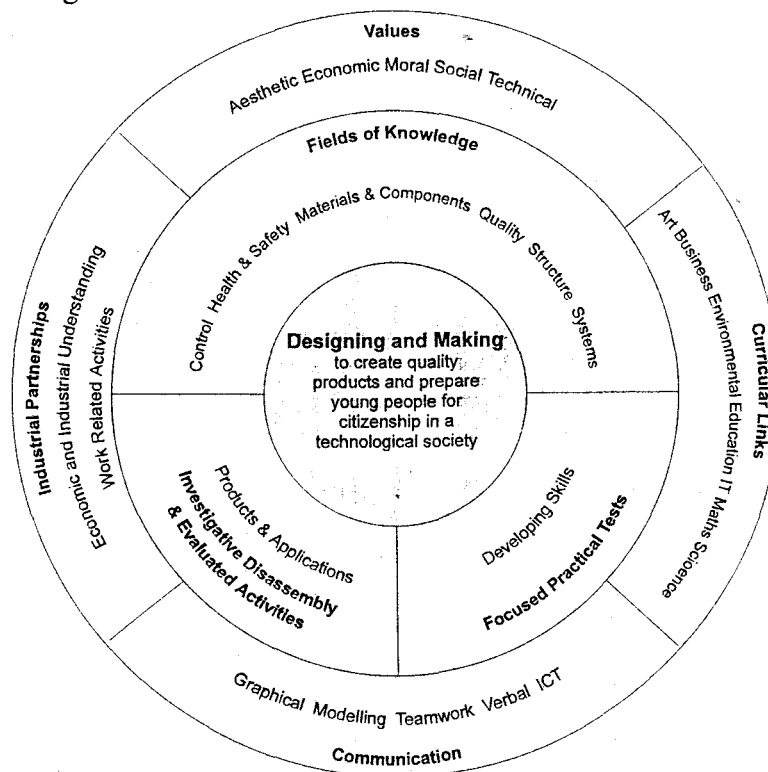 Values
Aesthetic Economic Moral Social Technical
Fields of Knowledge
Control Health & Safety Materials & Components Quality Structure Systems
Designing and Making
to create quality
products and prepare
young people for
citizenship in a
technological society
Industrial Partnerships
Economic and Industrial Understanding
Work Related Activities
Curricular Links
Art Business Environmental Education IT Maths Scioence
Products & Applications
Investigative Disassembly
& Evaluated Activities
Developing Skills
Focused Practical Tests
Graphical Modelling Teamwork Verbal ICT
Communication